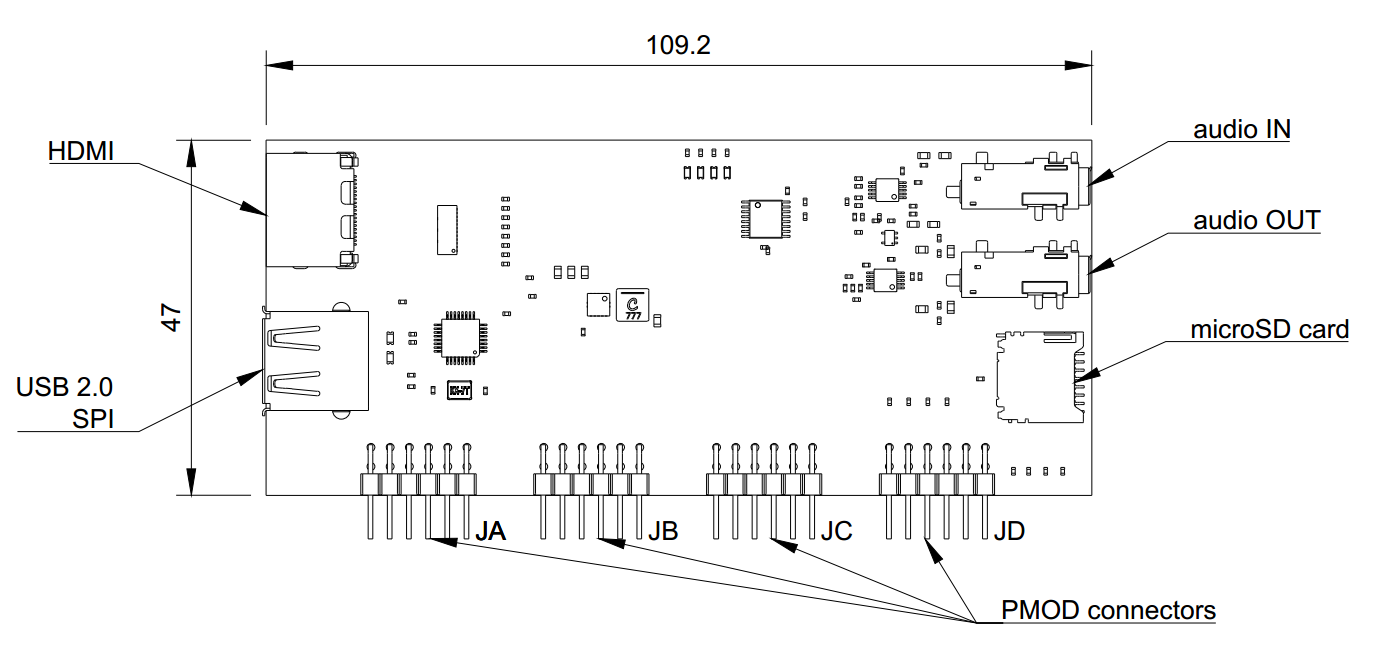 109.2
HDMI
audio IN
audio OUT
47
C
777
microSD card
USB 2.0
SPI
JA
JB
JC
JD
PMOD connectors